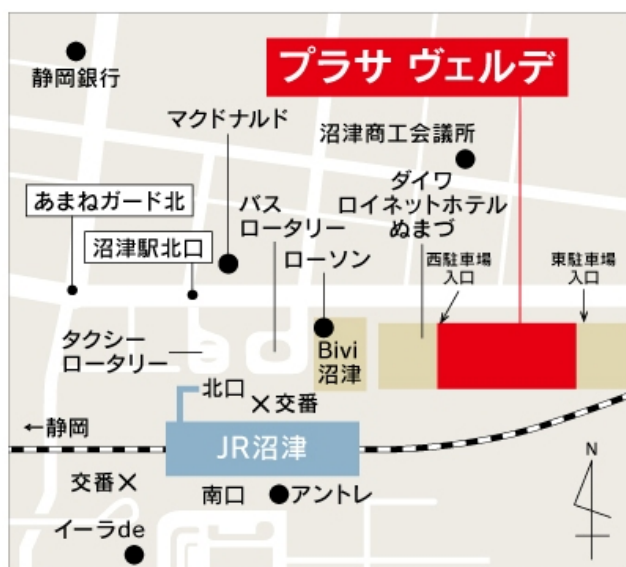 プラサ ヴェルデ
静岡銀行
マクドナルド
沼津商工会議所
ダイワ
ロイネットホテル
ぬまづ
あまねガード北
バス
ロータリー
沼津駅北口
ローソン
西駐車場
入口
東駐車場
入口
タクシー
ロータリー
Bivi
沼津
北口
交番
←静岡
JR沼津
N
交番
南口
アントレ
イーラde